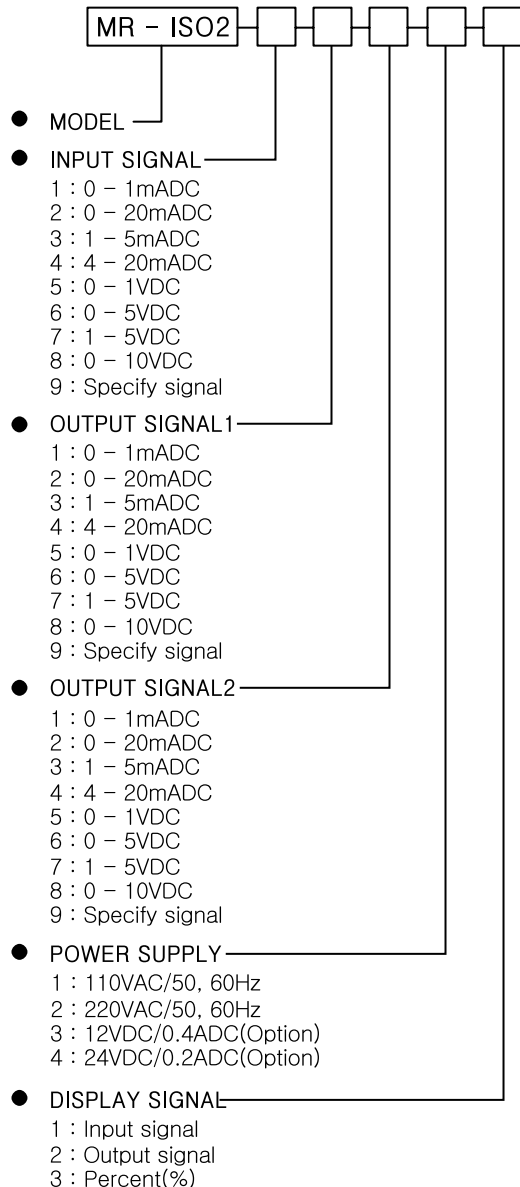 MR - ISO2
● MODEL
● INPUT SIGNAL
1 : 0 - 1mADC
2 : 0 - 20mADC
3 : 1 - 5mADC
4 : 4 - 20mADC
5 : 0 - 1VDC
6 : 0 - 5VDC
7 : 1 - 5VDC
8 : 0 - 10VDC
9 : Specify signal
● OUTPUT SIGNAL1
1 : 0 - 1mADC
2 : 0 - 20mADC
3 : 1 - 5mADC
4 : 4 - 20mADC
5 : 0 - 1VDC
6 : 0 - 5VDC
7 : 1 - 5VDC
8 : 0 - 10VDC
9 : Specify signal
● OUTPUT SIGNAL2
1 : 0 - 1mADC
2 : 0 - 20mADC
3 : 1 - 5mADC
4 : 4 - 20mADC
5 : 0 - 1VDC
6 : 0 - 5VDC
7 : 1 - 5VDC
8 : 0 - 10VDC
9 : Specify signal
● POWER SUPPLY
1 : 110VAC/50, 60Hz
2 : 220VAC/50, 60Hz
3 : 12VDC/0.4ADC(Option)
4 : 24VDC/0.2ADC(Option)
● DISPLAY SIGNAL
1 : Input signal
2 : Output signal
3 : Percent(%)